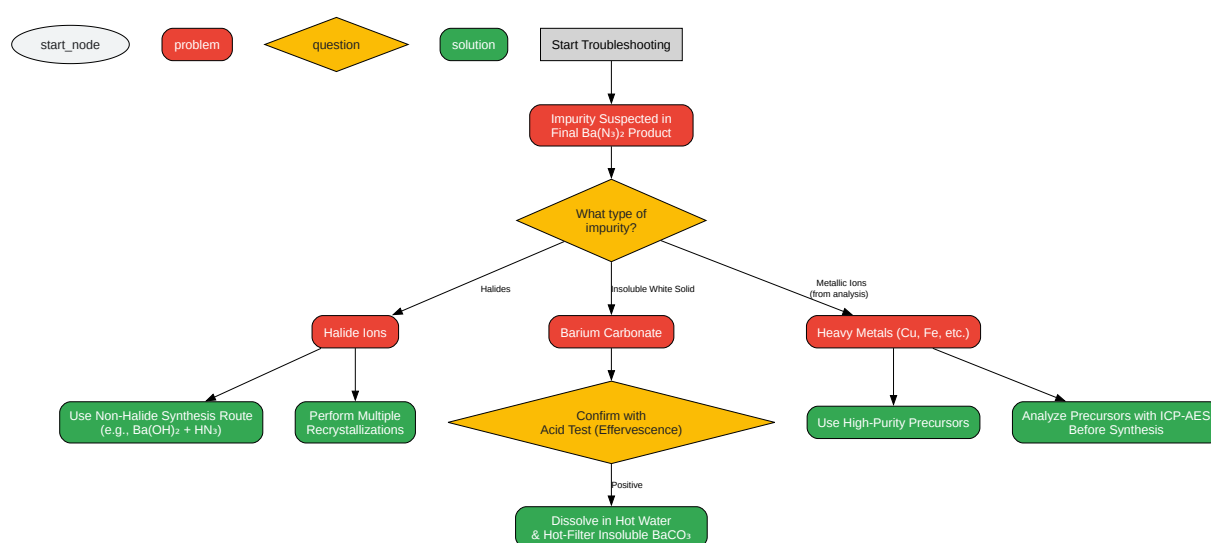 start_node
problem
question
solution
Start Troubleshooting
Impurity Suspected in
Final Ba(N₃)₂ Product
What type of
impurity?
Halides
Insoluble White Solid
Metallic Ions
(from analysis)
Halide Ions
Barium Carbonate
Heavy Metals (Cu, Fe, etc.)
Use Non-Halide Synthesis Route
(e.g., Ba(OH)₂ + HN₃)
Perform Multiple
Recrystallizations
Confirm with
Acid Test (Effervescence)
Use High-Purity Precursors
Analyze Precursors with ICP-AES
Before Synthesis
Positive
Dissolve in Hot Water
& Hot-Filter Insoluble BaCO₃